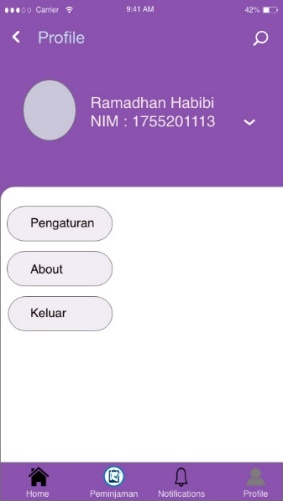 Carrier 9:41 AM 42%
Profile
Ramadhan Habibi
NIM : 1755201113
Pengaturan
About
Keluar
Home Peminjaman Notifications Profile